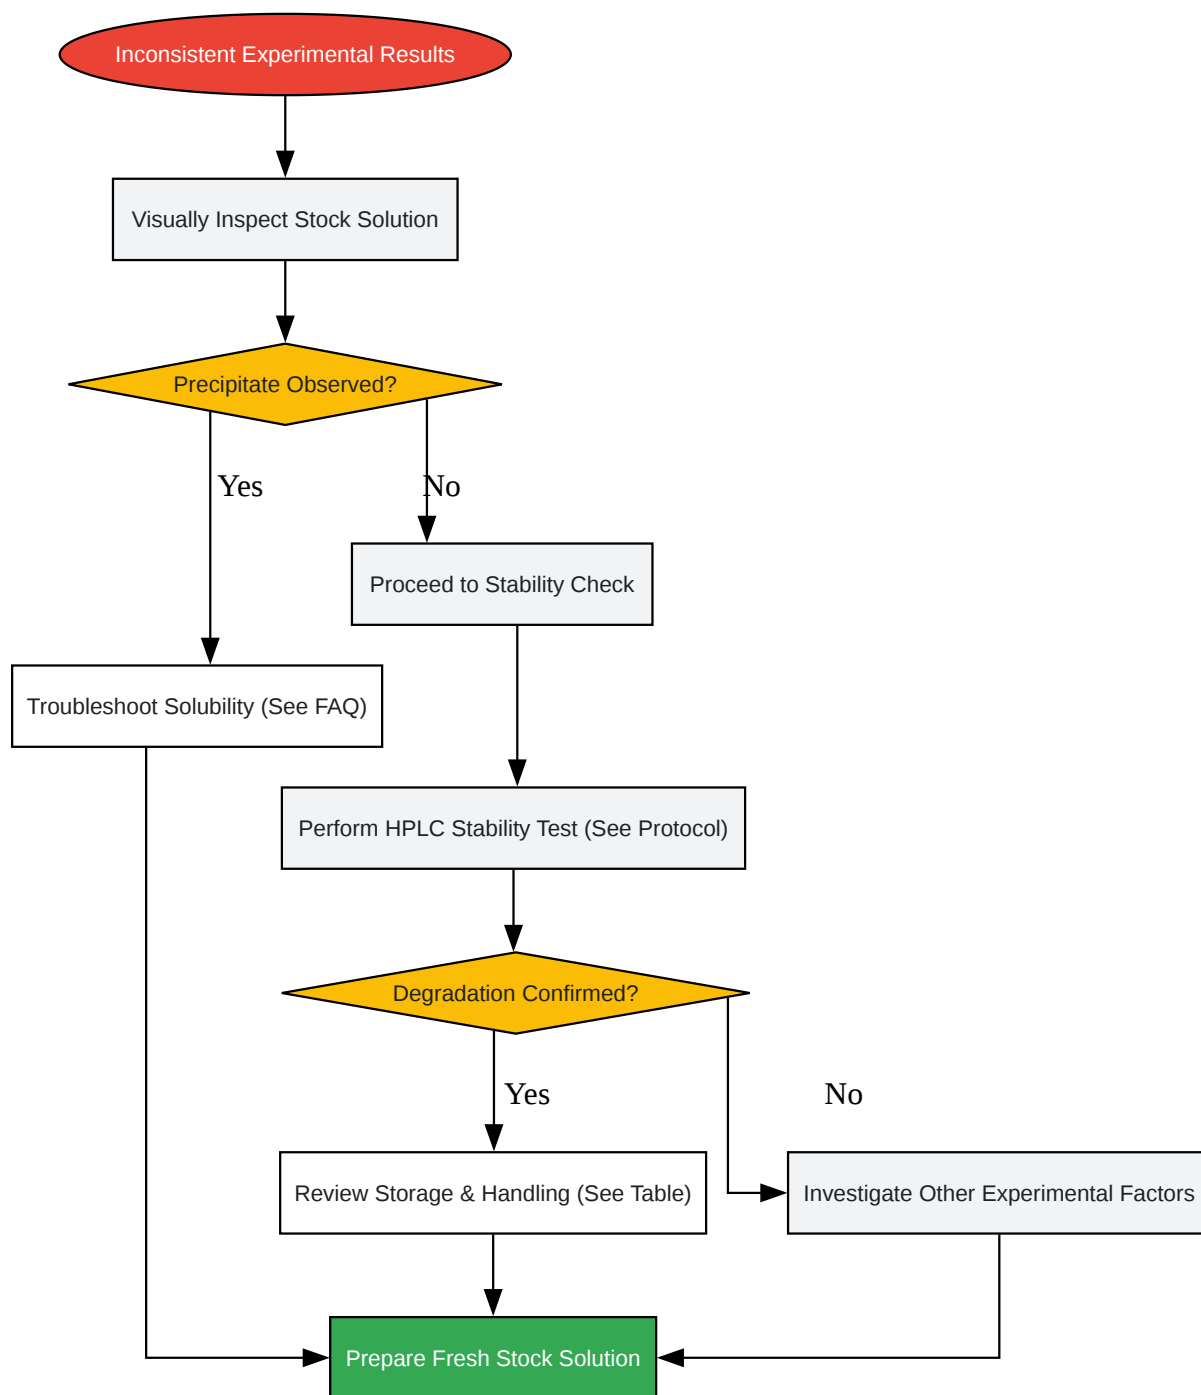 Inconsistent Experimental Results
Visually Inspect Stock Solution
Precipitate Observed?
Yes
No
Proceed to Stability Check
Troubleshoot Solubility (See FAQ)
Perform HPLC Stability Test (See Protocol)
Degradation Confirmed?
Yes
No
Review Storage & Handling (See Table)
Investigate Other Experimental Factors
Prepare Fresh Stock Solution